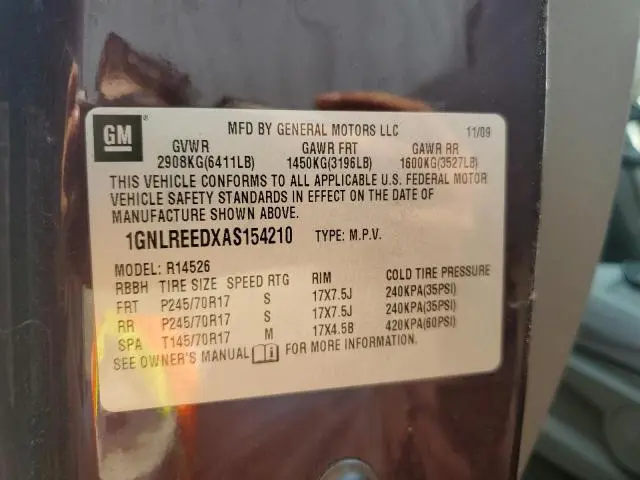 GM ® MFD BY GENERAL MOTORS LLC 11/09
GVWR GAWR FRT GAWR RR
2908KG(6411LB) 1450KG(3196LB) 1600KG(3527LB)
THIS VEHICLE CONFORMS TO ALL APPLICABLE U.S. FEDERAL MOTOR
VEHICLE SAFETY STANDARDS IN EFFECT ON THE DATE OF
MANUFACTURE SHOWN ABOVE.
1GNLREEDXAS154210 TYPE: M.P.V.
MODEL: R14526
RBBH TIRE SIZE SPEED RTG RIM COLD TIRE PRESSURE
FRT P245/70R17 S 17X7.5J 240KPA(35PSI)
RR P245/70R17 S 17X7.5J 240KPA(35PSI)
SPA T145/70R17 M 17X4.5B 420KPA(60PSI)
SEE OWNER'S MANUAL FOR MORE INFORMATION.